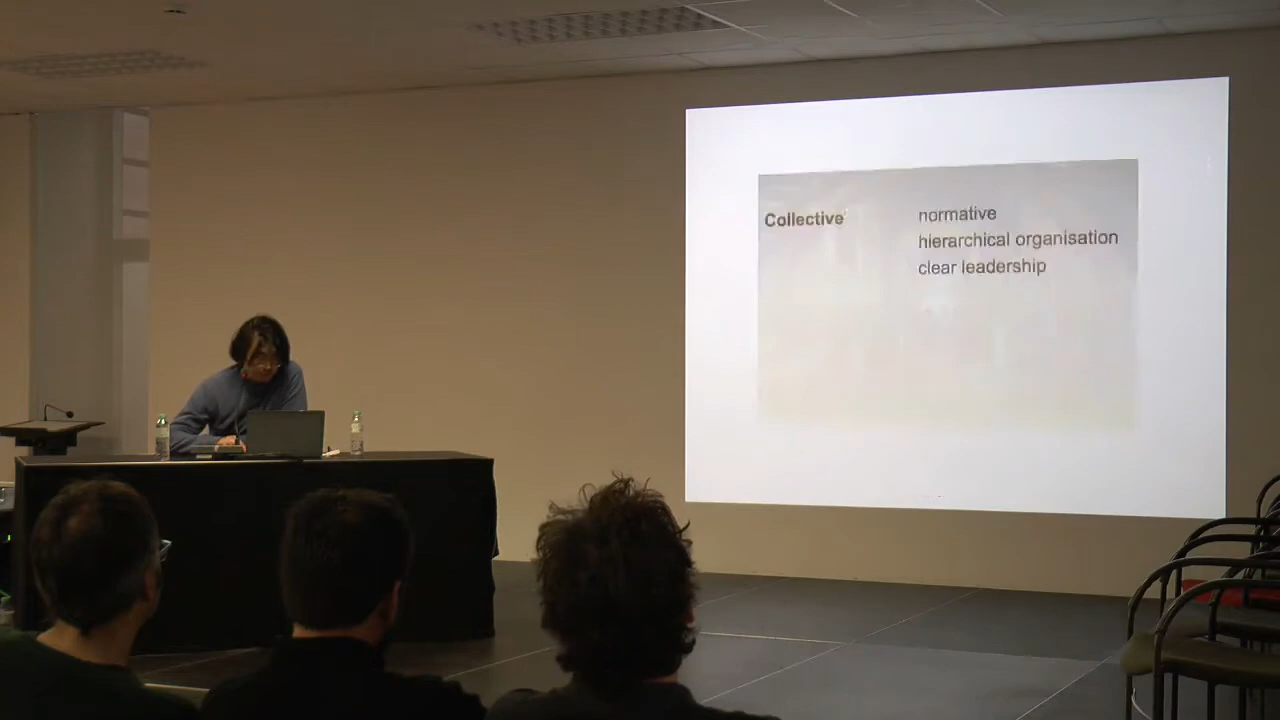 Collective normative
hierarchical organisation
clear leadership